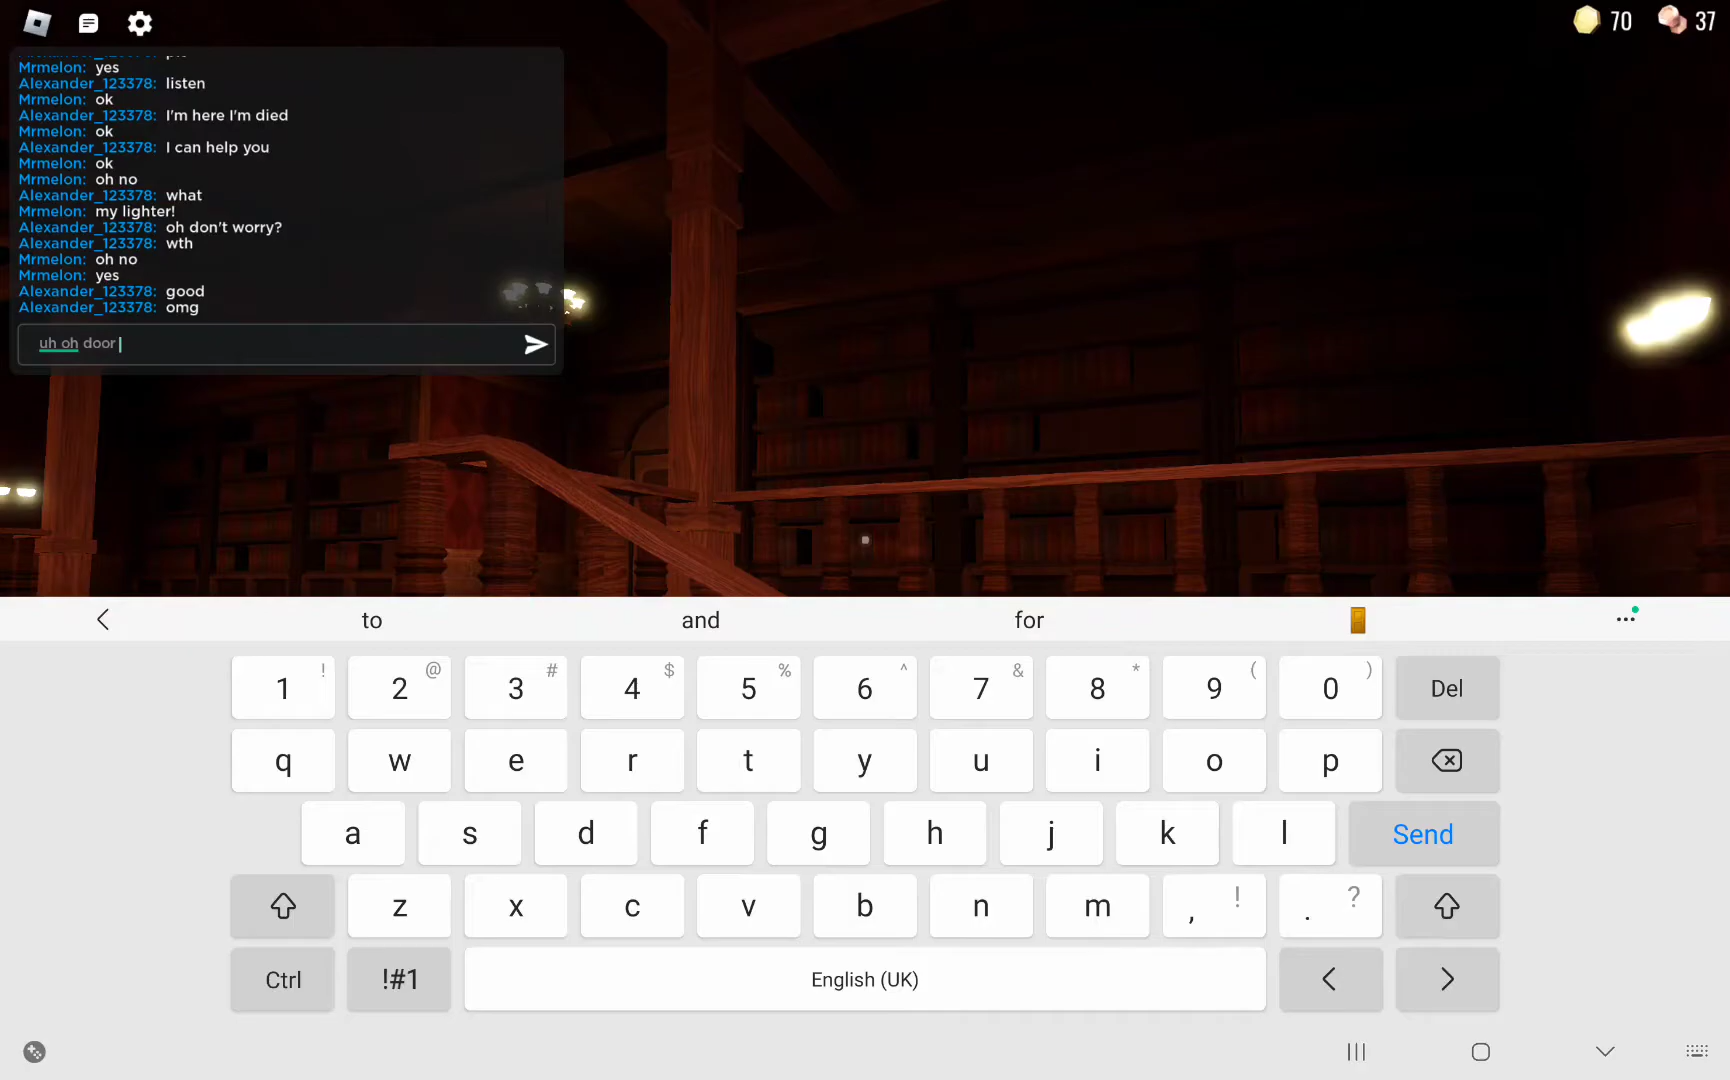 70 37
Mrmelon: yes
Alexander_123378: listen
Mrmelon: ok
Alexander_123378: I'm here I'm died
Mrmelon: ok
Alexander_123378: I can help you
Mrmelon: ok
Mrmelon: oh no
Alexander_123378: what
Mrmelon: my lighter!
Alexander_123378: oh don't worry?
Alexander_123378: wth
Mrmelon: oh no
Mrmelon: yes
Alexander_123378: good
Alexander_123378: omg
uh oh door
to and for
1 ! 2 @ 3 # 4 $ 5 % 6 ^ 7 & 8 * 9 ( 0 ) Del
q w e r t y u i o p
a s d f g h j k l Send
z x c v b n m , ! . ?
Ctrl !#1 English (UK) < >